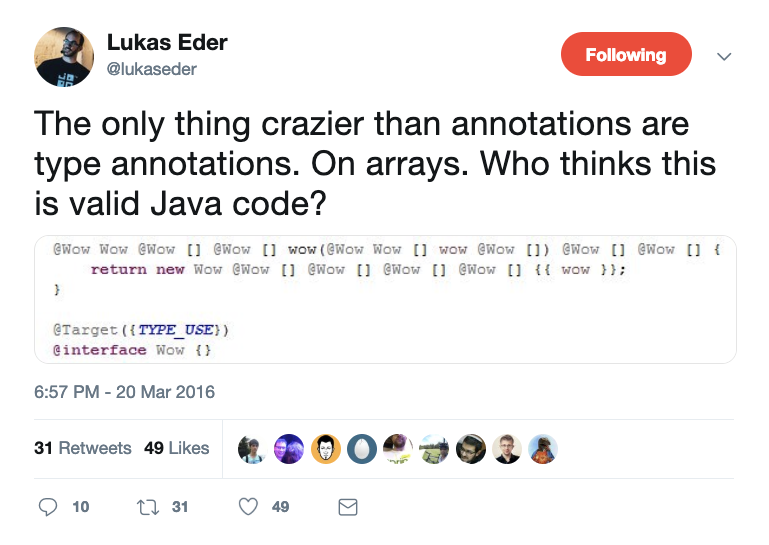 Lukas Eder
@lukaseder
Following
The only thing crazier than annotations are
type annotations. On arrays. Who thinks this
is valid Java code?
@Wow Wow @Wow [] @Wow [] wow(@Wow Wow [] wow @Wow []) @Wow [] @Wow [] {
return new Wow @Wow [] @Wow [] @Wow [] @Wow [] {{ wow }};
}
@Target({TYPE_USE})
@interface Wow {}
6:57 PM - 20 Mar 2016
31 Retweets 49 Likes
10 31 49